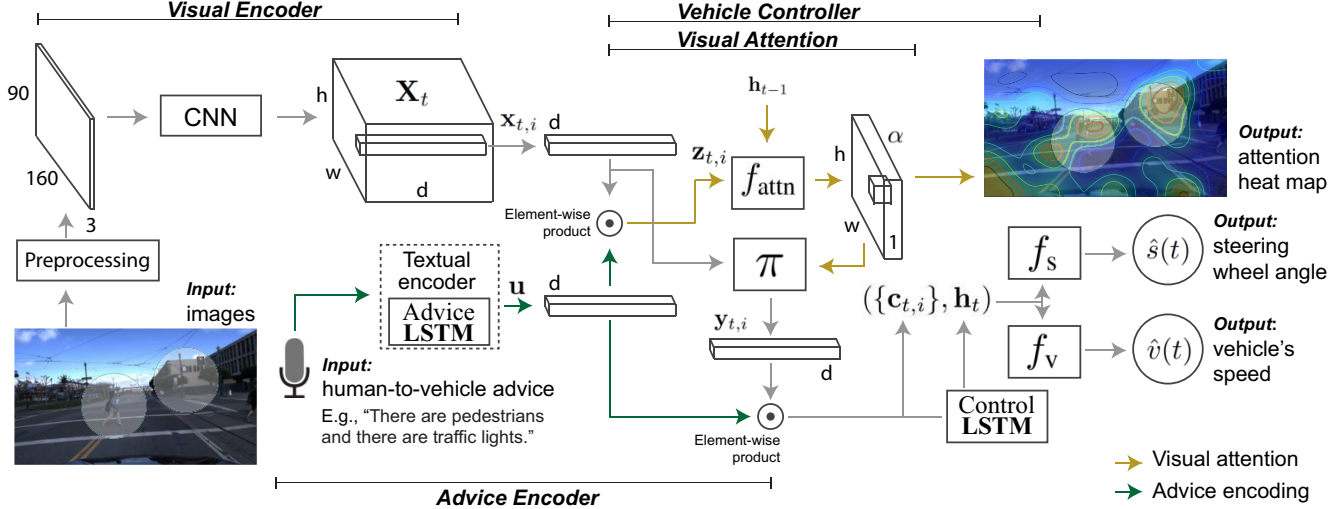 Visual Encoder
Vehicle Controller
Visual Attention
90
160
3
CNN
h
X_t
w
d
x_{t,i}
d
h_{t−1}
z_{t,i}
f_attn
h
α
w
1
Output:
attention
heat map
Element-wise
product
⊙
Preprocessing
Input:
images
Textual
encoder
Advice
LSTM
u
d
π
y_{t,i}
d
({c_{t,i}}, h_t)
f_s
ŝ(t)
Output:
steering
wheel angle
f_v
v̂(t)
Output:
vehicle's
speed
Input:
human-to-vehicle advice
E.g., “There are pedestrians
and there are traffic lights.”
Element-wise
product
⊙
Control
LSTM
Visual attention
Advice encoding
Advice Encoder